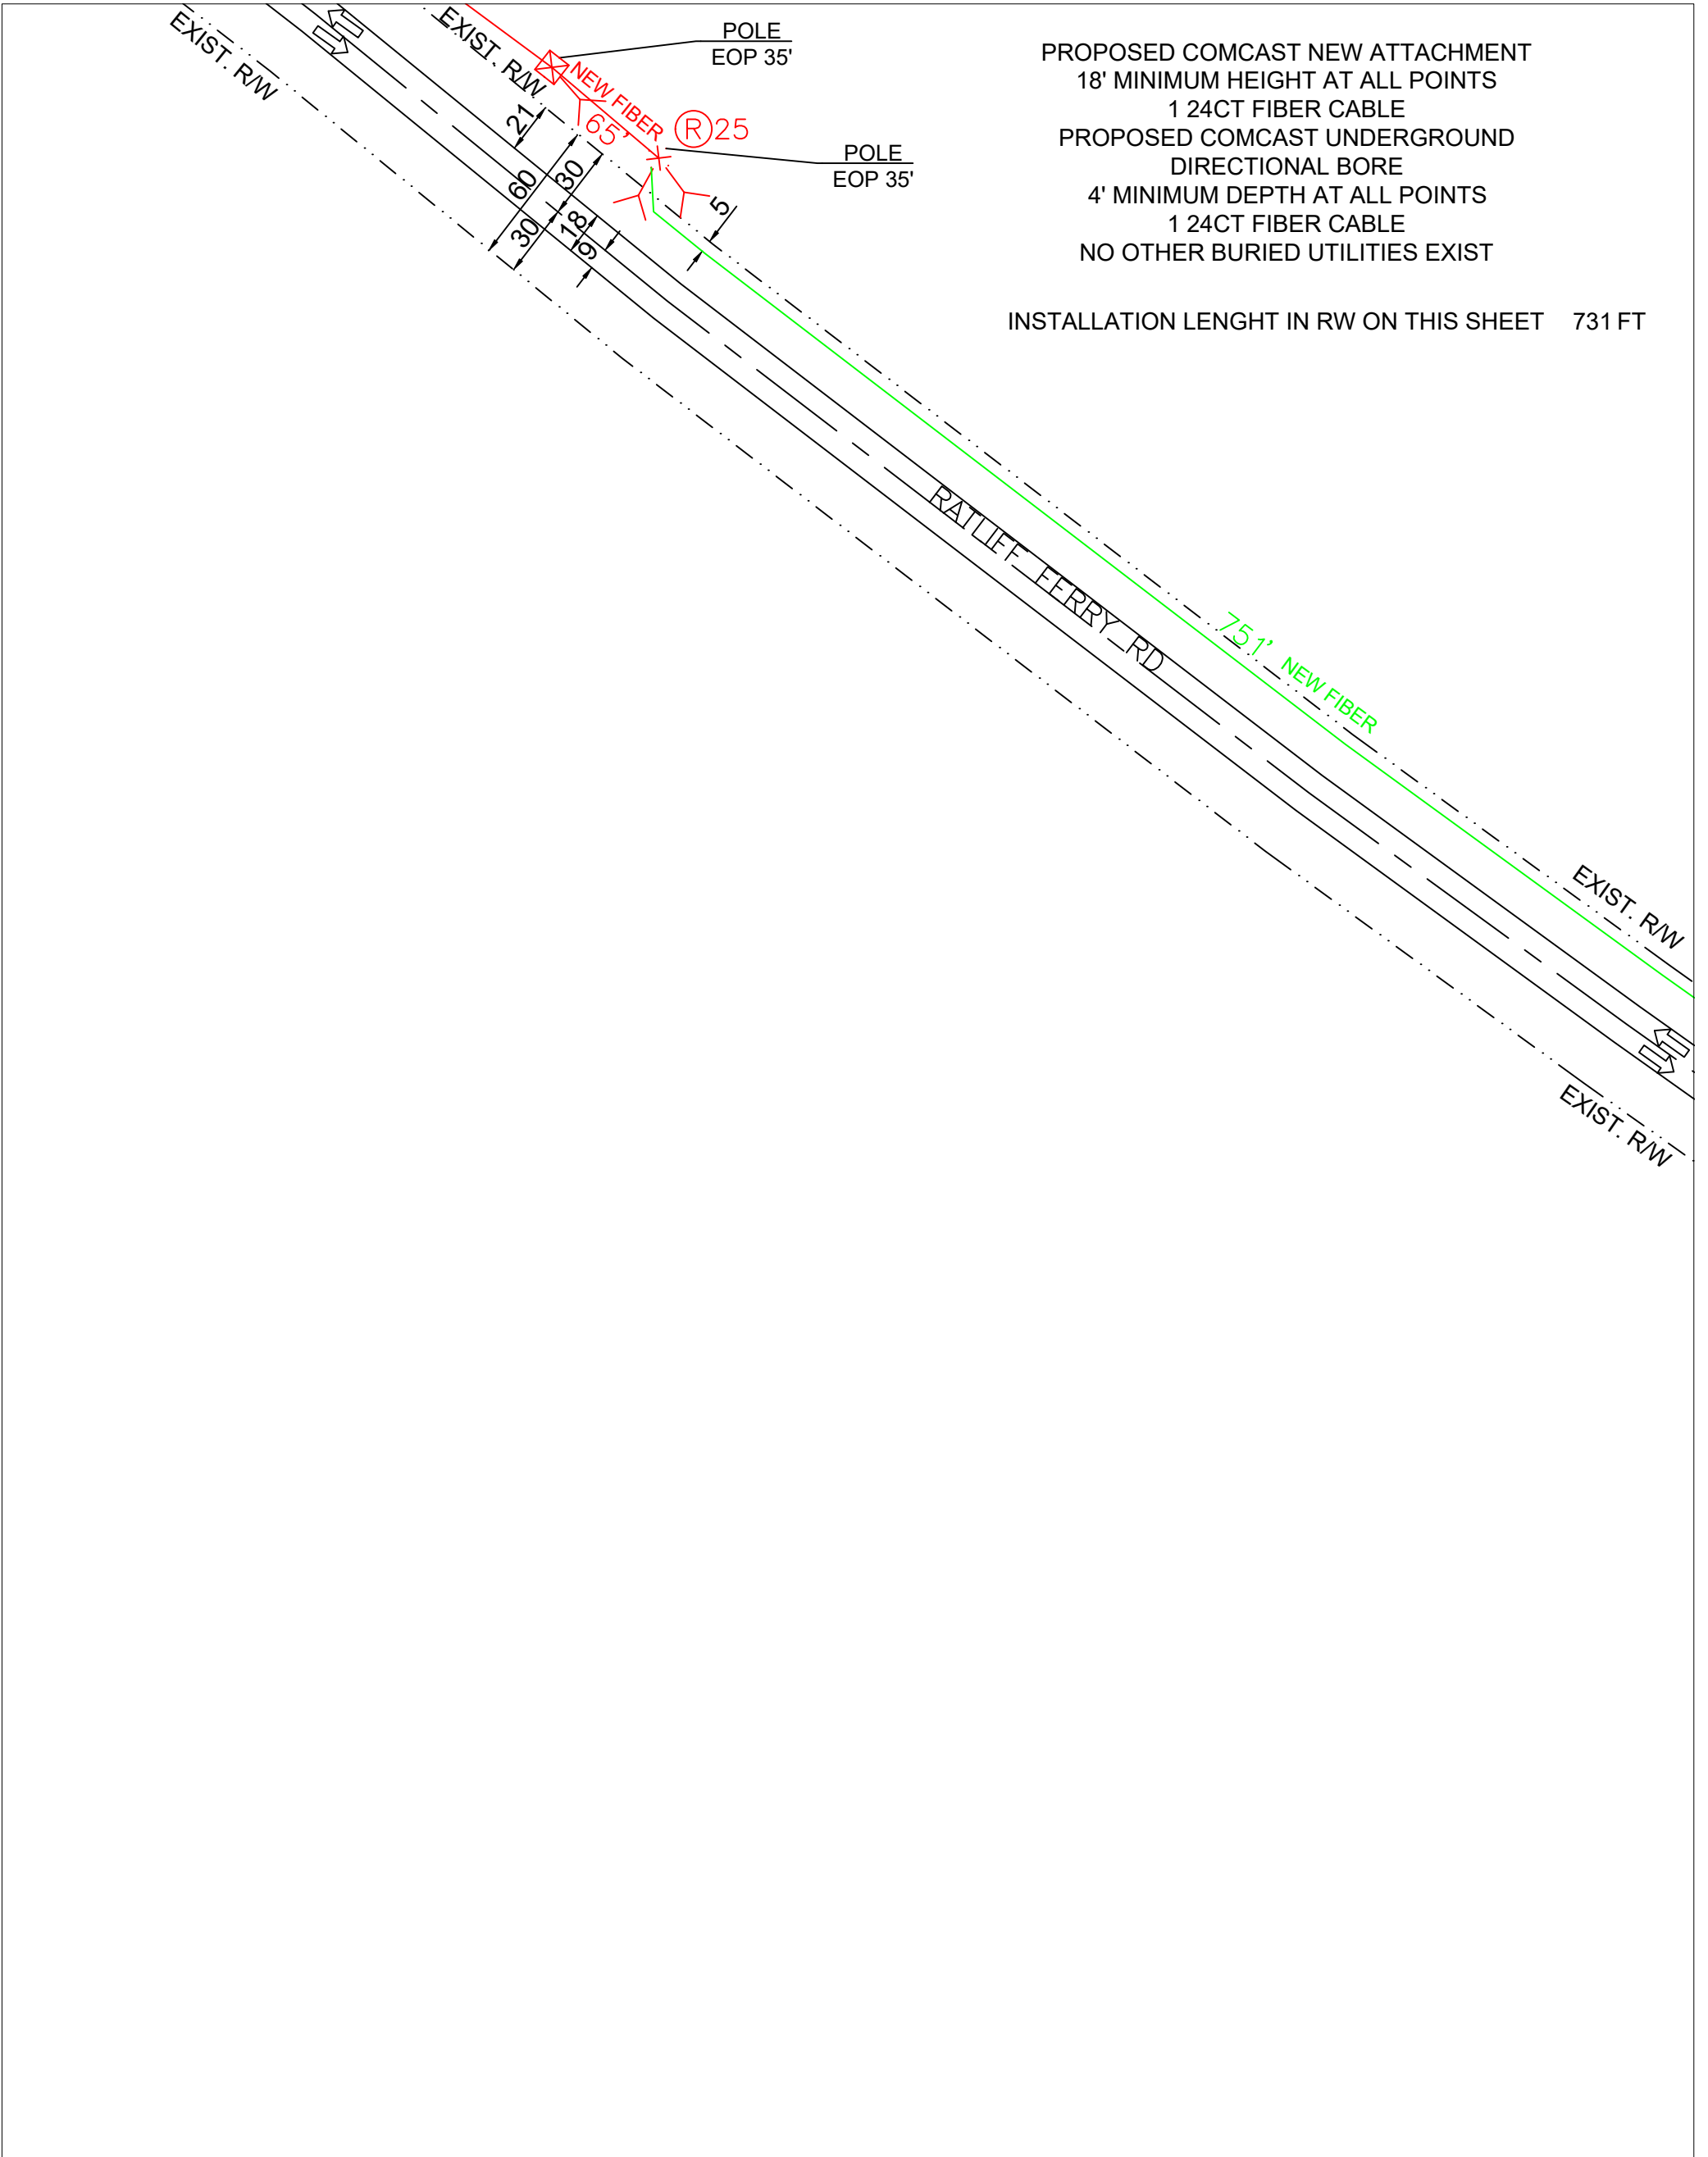 EXIST. R/W
EXIST. R/W
POLE
EOP 35'
NEW FIBER
65'
R 25
POLE
EOP 35'
21
60
30
30
18
9
5
PROPOSED COMCAST NEW ATTACHMENT
18' MINIMUM HEIGHT AT ALL POINTS
1 24CT FIBER CABLE
PROPOSED COMCAST UNDERGROUND
DIRECTIONAL BORE
4' MINIMUM DEPTH AT ALL POINTS
1 24CT FIBER CABLE
NO OTHER BURIED UTILITIES EXIST
INSTALLATION LENGHT IN RW ON THIS SHEET 731 FT
RATLIFF FERRY RD
751' NEW FIBER
EXIST. R/W
EXIST. R/W